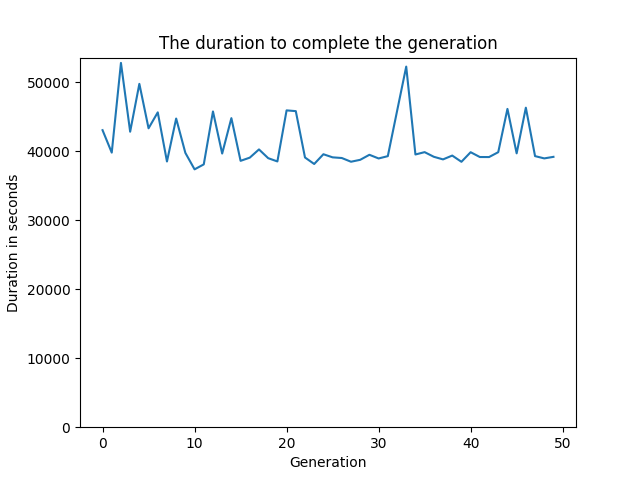 The duration to complete the generation
50000
40000
30000
20000
10000
0
Duration in seconds
0 10 20 30 40 50
Generation